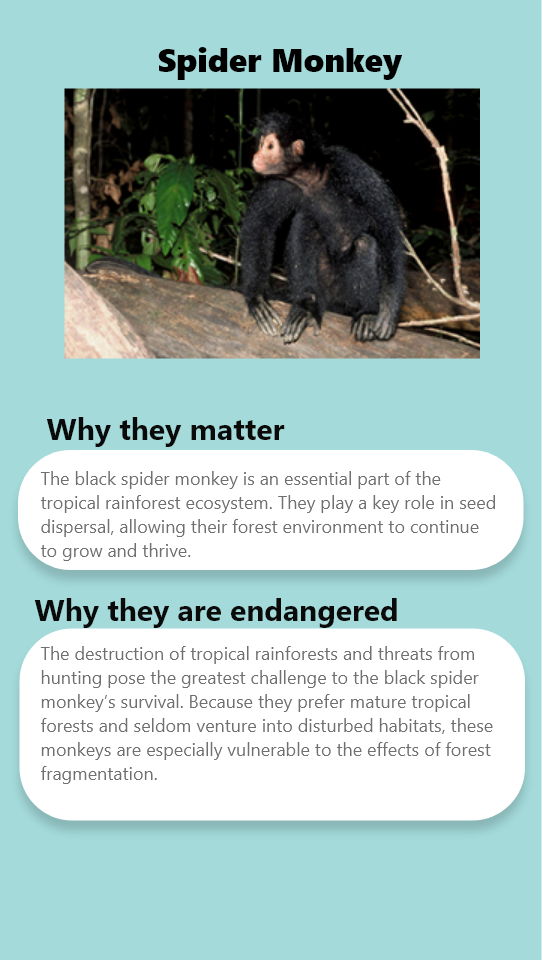 Spider Monkey
Why they matter
The black spider monkey is an essential part of the
tropical rainforest ecosystem. They play a key role in seed
dispersal, allowing their forest environment to continue
to grow and thrive.
Why they are endangered
The destruction of tropical rainforests and threats from
hunting pose the greatest challenge to the black spider
monkey’s survival. Because they prefer mature tropical
forests and seldom venture into disturbed habitats, these
monkeys are especially vulnerable to the effects of forest
fragmentation.